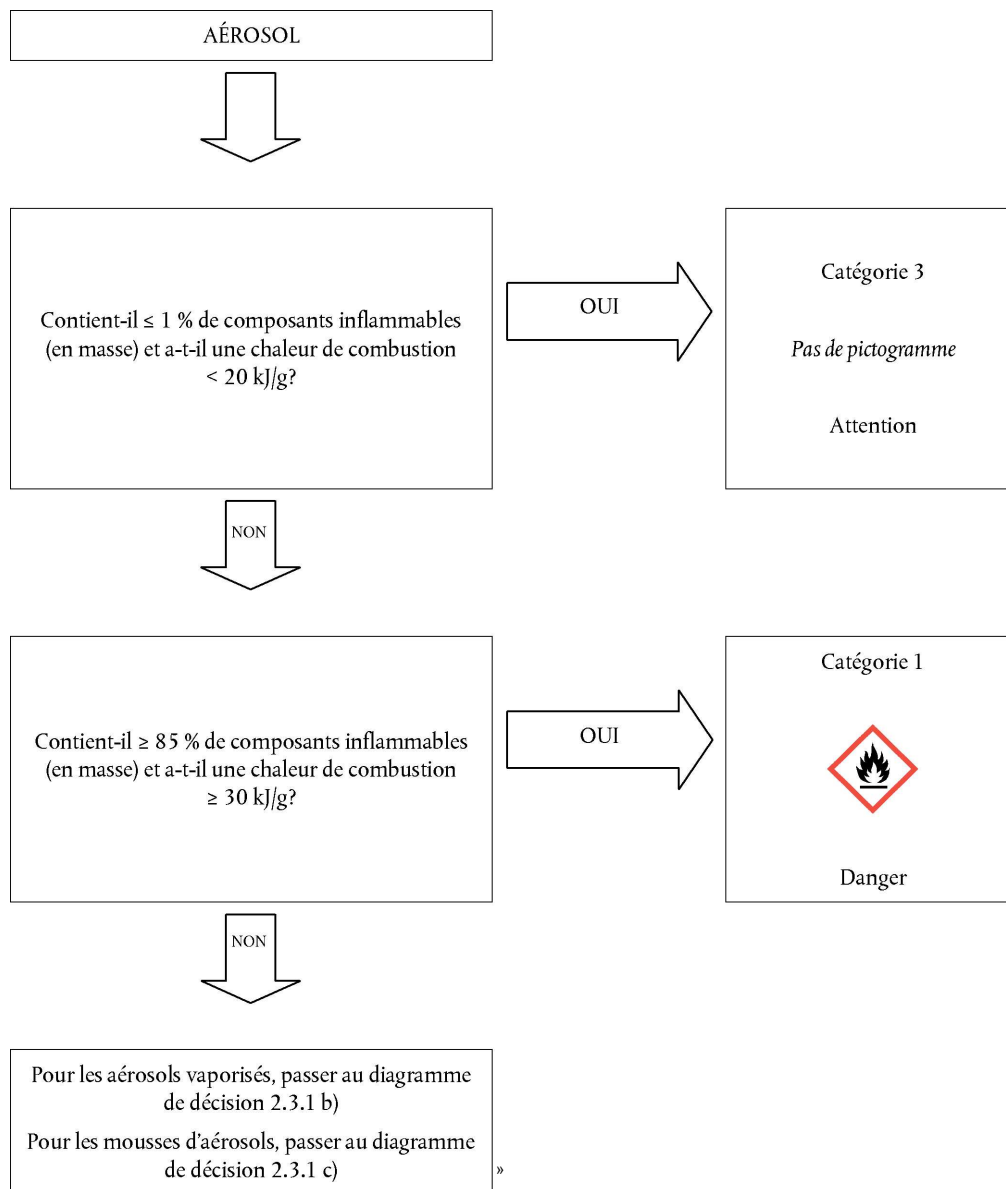 AÉROSOL
Contient-il ≤ 1 % de composants inflammables
(en masse) et a-t-il une chaleur de combustion
< 20 kJ/g?
OUI
Catégorie 3
Pas de pictogramme
Attention
NON
Contient-il ≥ 85 % de composants inflammables
(en masse) et a-t-il une chaleur de combustion
≥ 30 kJ/g?
OUI
Catégorie 1
Danger
NON
Pour les aérosols vaporisés, passer au diagramme
de décision 2.3.1 b)
Pour les mousses d’aérosols, passer au diagramme
de décision 2.3.1 c)
»